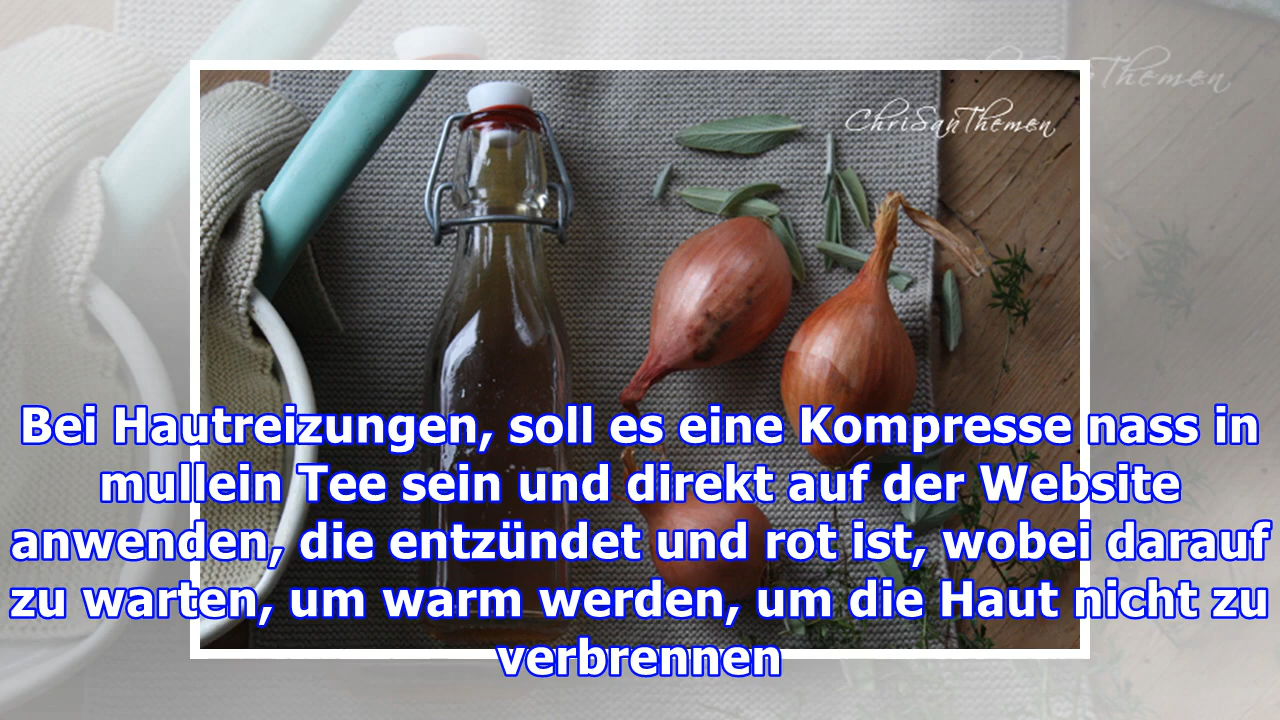 ChriSanThemen
Bei Hautreizungen, soll es eine Kompresse nass in
mullein Tee sein und direkt auf der Website
anwenden, die entzündet und rot ist, wobei darauf
zu warten, um warm werden, um die Haut nicht zu
verbrennen